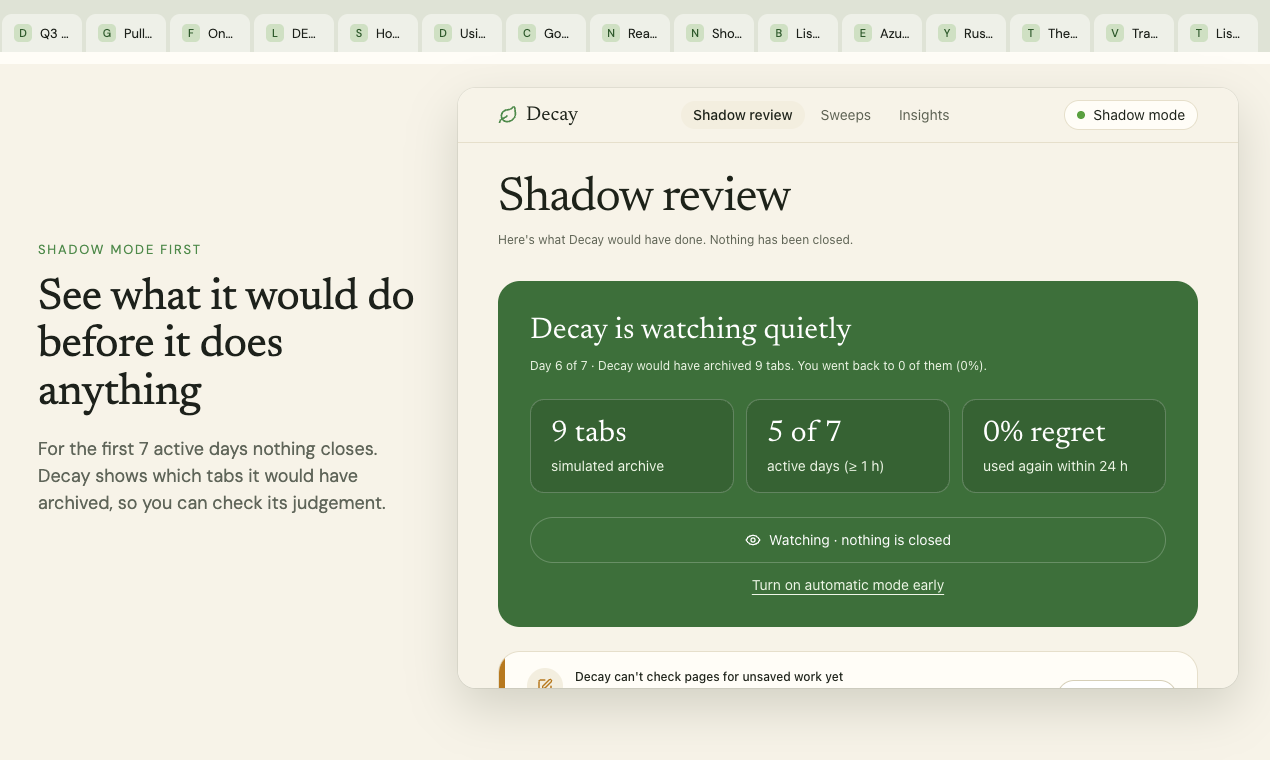 D Q3 ... G Pull... F On... L DE... S Ho... D Usi... C Go... N Rea... N Sho... B Lis... E Azu... Y Rus... T The... V Tra... T Lis...
Decay Shadow review Sweeps Insights Shadow mode
SHADOW MODE FIRST
See what it would do
before it does
anything
For the first 7 active days nothing closes.
Decay shows which tabs it would have
archived, so you can check its judgement.
Shadow review
Here's what Decay would have done. Nothing has been closed.
Decay is watching quietly
Day 6 of 7 · Decay would have archived 9 tabs. You went back to 0 of them (0%).
9 tabs
simulated archive
5 of 7
active days (≥ 1 h)
0% regret
used again within 24 h
Watching · nothing is closed
Turn on automatic mode early
Decay can't check pages for unsaved work yet